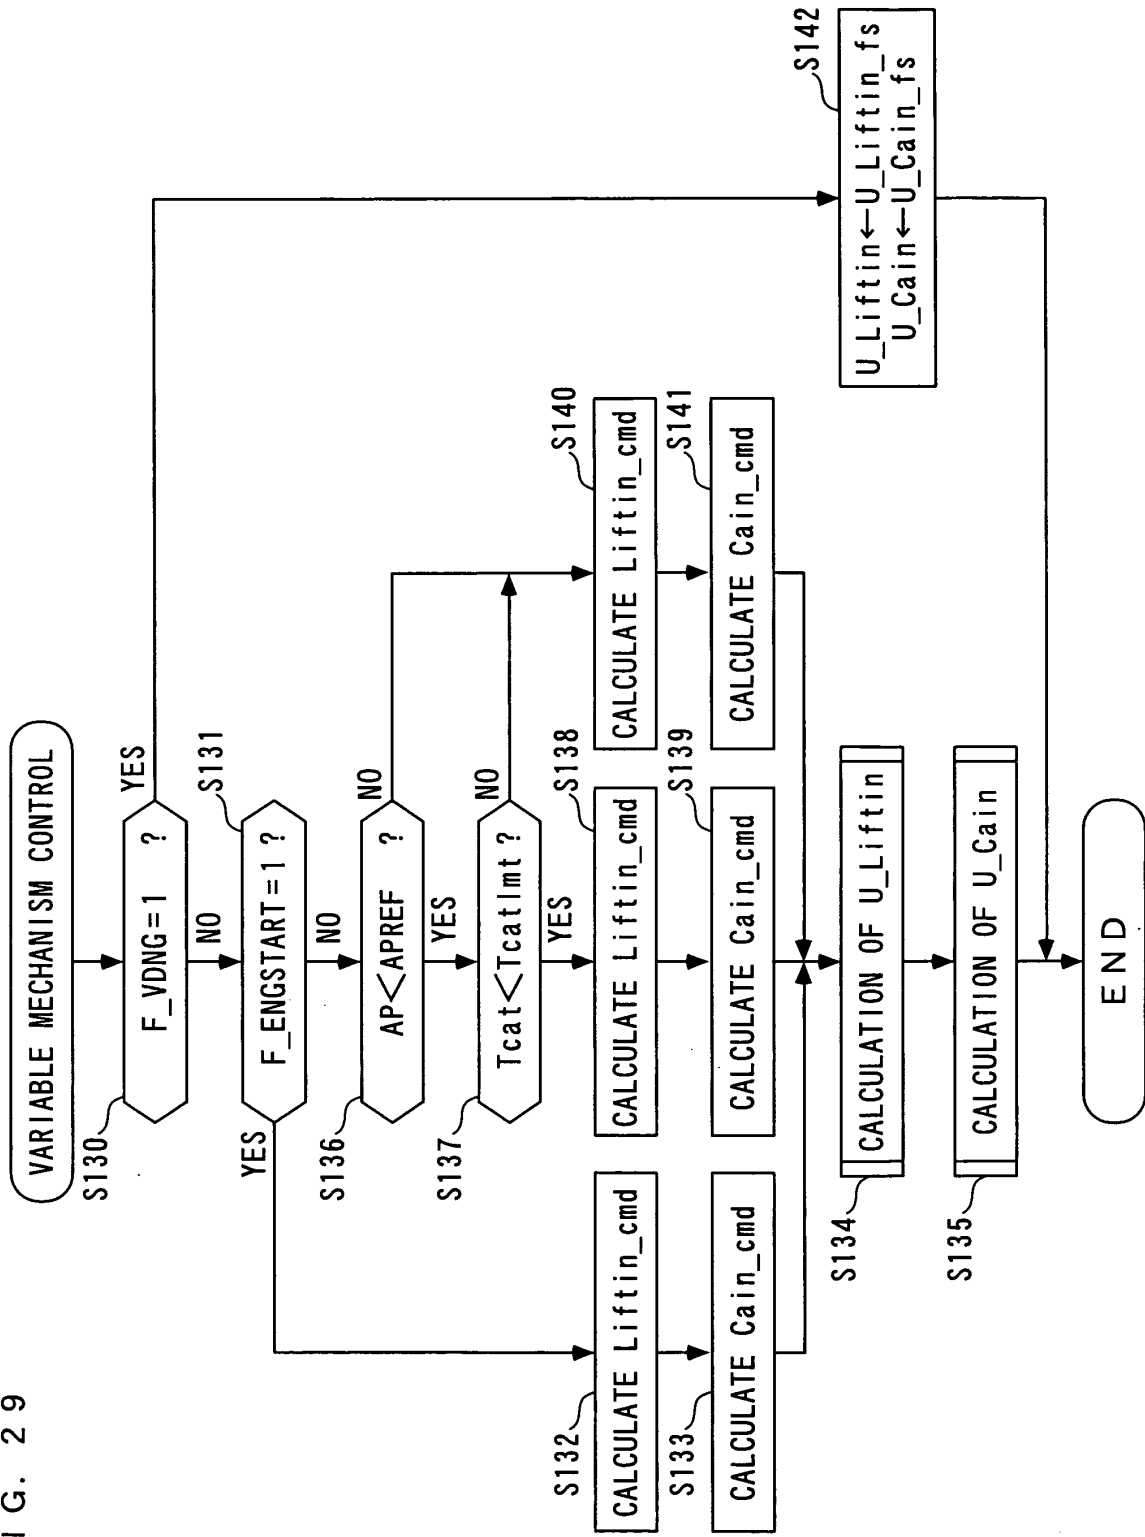 I G. 2 9
VARIABLE MECHANISM CONTROL
S130
F_VDNG=1 ?
YES
NO
S131
F_ENGSTART=1 ?
YES
NO
S136
AP<APREF ?
NO
YES
S137
Tcat<Tcatlmt ?
NO
YES
S132
CALCULATE Liftin_cmd
S138
CALCULATE Liftin_cmd
S140
CALCULATE Liftin_cmd
S133
CALCULATE Cain_cmd
S139
CALCULATE Cain_cmd
S141
CALCULATE Cain_cmd
S142
U_Liftin←U_Liftin_fs
U_Cain←U_Cain_fs
S134
CALCULATION OF U_Liftin
S135
CALCULATION OF U_Cain
END